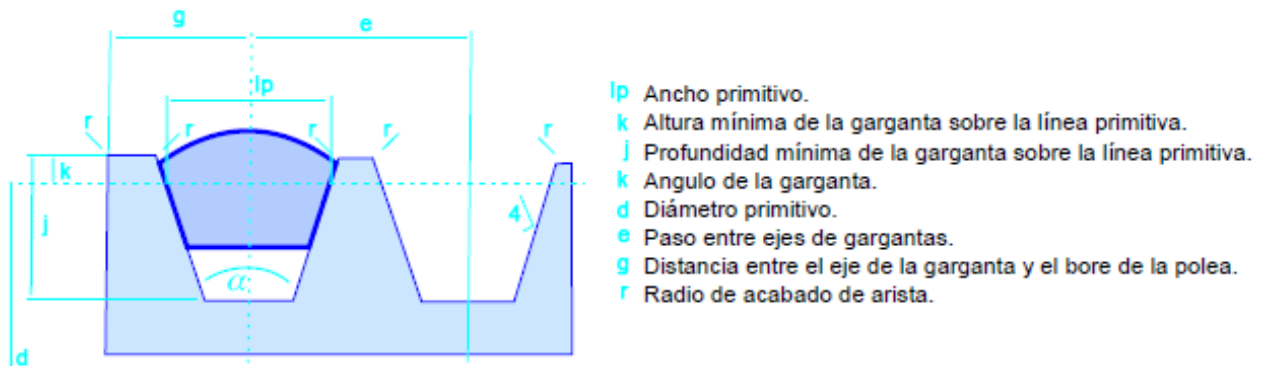 g
e
lp
r
r
r
r
r
k
j
4
α
d
lp Ancho primitivo.
k Altura mínima de la garganta sobre la línea primitiva.
j Profundidad mínima de la garganta sobre la línea primitiva.
k Angulo de la garganta.
d Diámetro primitivo.
e Paso entre ejes de gargantas.
g Distancia entre el eje de la garganta y el bore de la polea.
r Radio de acabado de arista.